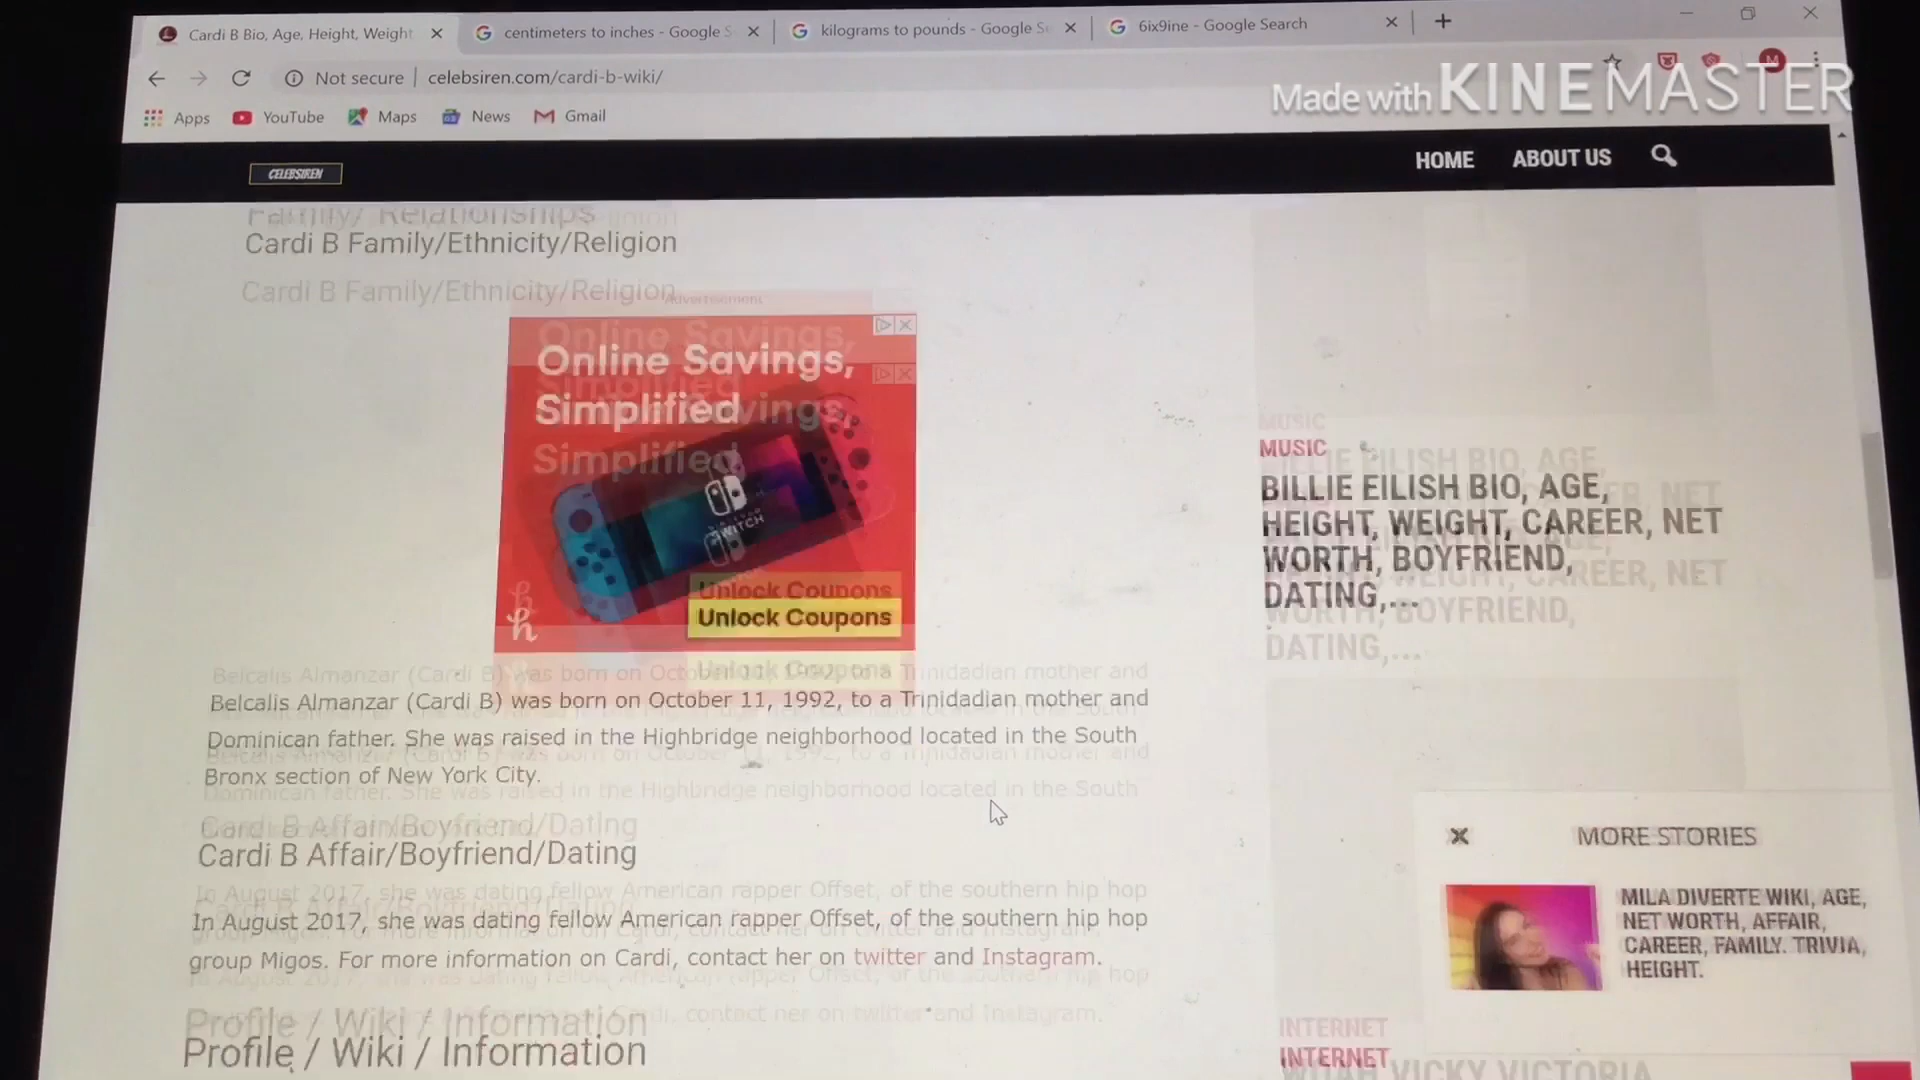 Cardi B Bio, Age, Height, Weight
centimeters to inches - Google S
kilograms to pounds - Google Se
6ix9ine - Google Search
Not secure
celebsiren.com/cardi-b-wiki/
M
Made with KINEMASTER
Apps
YouTube
Maps
News
Gmail
CELEBSIREN
HOME
ABOUT US
Family/ Relationships
Cardi B Family/Ethnicity/Religion
Advertisement
Online Savings,
Simplified
SWITCH
Unlock Coupons
h
Belcalis Almanzar (Cardi B) was born on October 11, 1992, to a Trinidadian mother and
Dominican father. She was raised in the Highbridge neighborhood located in the South
Bronx section of New York City.
Cardi B Affair/Boyfriend/Dating
In August 2017, she was dating fellow American rapper Offset, of the southern hip hop
group Migos. For more information on Cardi, contact her on twitter and Instagram.
Profile / Wiki / Information
MUSIC
BILLIE EILISH BIO, AGE,
HEIGHT, WEIGHT, CAREER, NET
WORTH, BOYFRIEND,
DATING,...
MORE STORIES
MILA DIVERTE WIKI, AGE,
NET WORTH, AFFAIR,
CAREER, FAMILY. TRIVIA,
HEIGHT.
INTERNET
WOAH VICKY VICTORIA